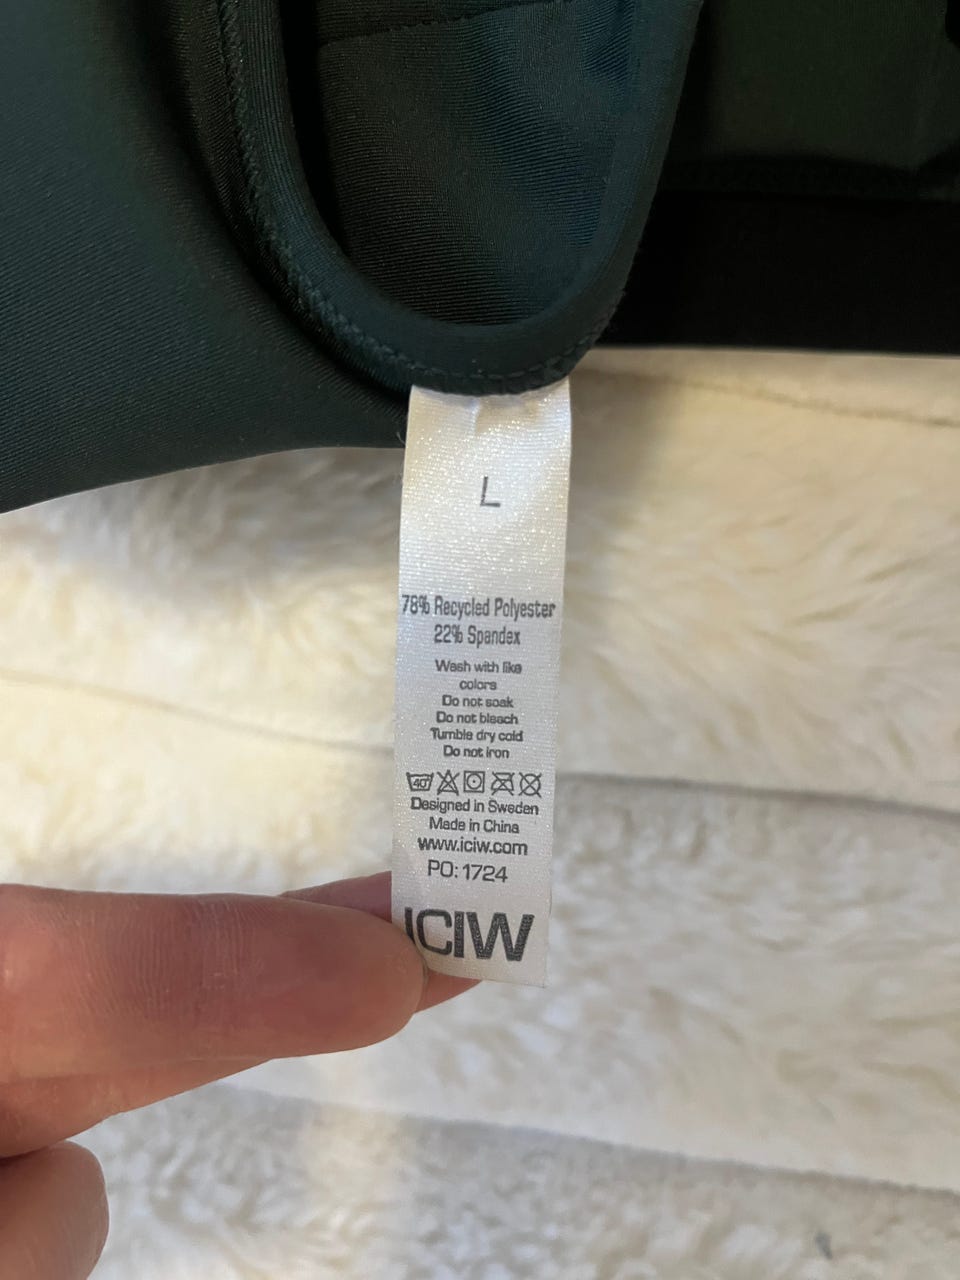 L
78% Recycled Polyester
22% Spandex
Wash with like
colors
Do not soak
Do not bleach
Tumble dry cold
Do not iron
40°
Designed in Sweden
Made in China
www.iciw.com
PO: 1724
ICIW